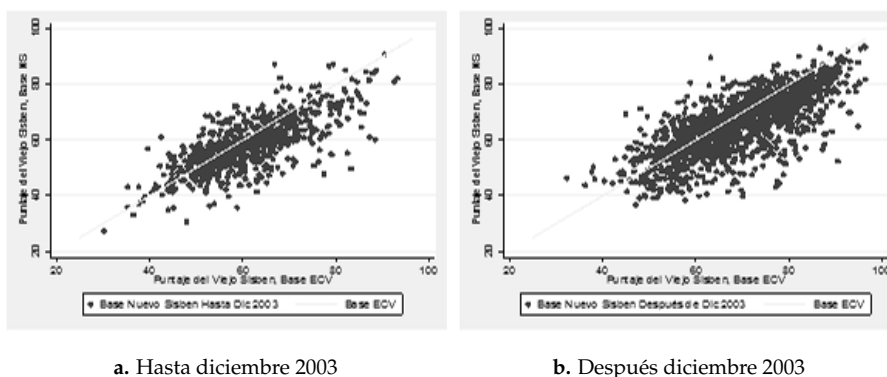 100
80
60
40
20
Puntaje del Viejo Sisben, Base NS
20 40 60 80 100
Puntaje del Viejo Sisben, Base ECV
Base Nuevo Sisben Hasta Dic 2003 Base ECV
100
80
60
40
20
Puntaje del Viejo Sisben, Base NS
20 40 60 80 100
Puntaje del Viejo Sisben, Base ECV
Base Nuevo Sisben Después de Dic 2003 Base ECV
a. Hasta diciembre 2003
b. Después diciembre 2003